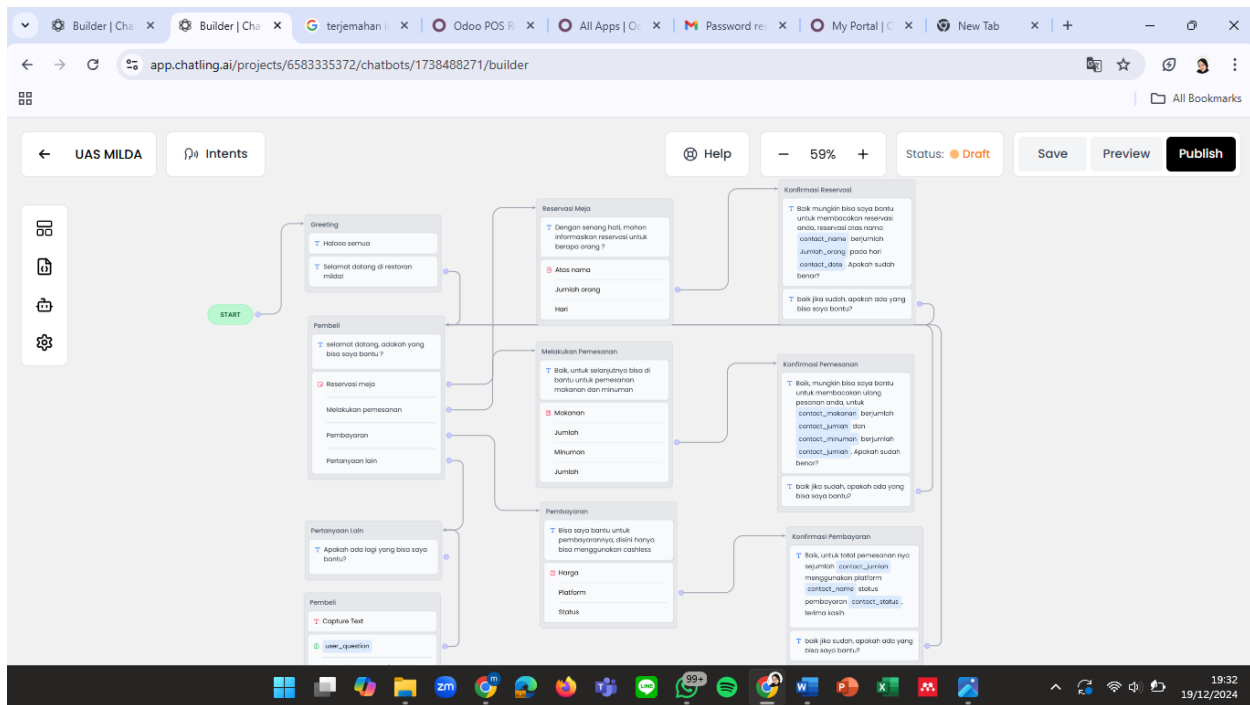 Builder | Cha
Builder | Cha
terjemahan i
Odoo POS R
All Apps | Oc
Password re
My Portal | C
New Tab
app.chatling.ai/projects/6583335372/chatbots/1738488271/builder
All Bookmarks
UAS MILDA
Intents
Help
59%
Status: Draft
Save
Preview
Publish
START
Greeting
Halooo semua
Selamat datang di restoran
milda!
Pembeli
selamat datang, adakah yang
bisa saya bantu ?
Reservasi meja
Melakukan pemesanan
Pembayaran
Pertanyaan lain
Pertanyaan Lain
Apakah ada lagi yang bisa saya
bantu?
Pembeli
Capture Text
user_question
Reservasi Meja
Dengan senang hati, mohon
informasikan reservasi untuk
berapa orang ?
Atas nama
Jumlah orang
Hari
Melakukan Pemesanan
Baik, untuk selanjutnya bisa di
bantu untuk pemesanan
makanan dan minuman
Makanan
Jumlah
Minuman
Jumlah
Pembayaran
Bisa saya bantu untuk
pembayarannya, disini hanya
bisa menggunakan cashless
Harga
Platform
Status
Konfirmasi Reservasi
Baik mungkin bisa saya bantu
untuk membacakan reservasi
anda, reservasi atas nama
contact_name berjumlah
Jumlah_orang pada hari
contact_date . Apakah sudah
benar?
baik jika sudah, apakah ada yang
bisa saya bantu?
Konfirmasi Pemesanan
Baik, mungkin bisa saya bantu
untuk membacakan ulang
pesanan anda, untuk
contact_makanan berjumlah
contact_jumlah dan
contact_minuman berjumlah
contact_jumlah . Apakah sudah
benar?
baik jika sudah, apakah ada yang
bisa saya bantu?
Konfirmasi Pembayaran
Baik, untuk total pemesanan nya
sejumlah contact_jumlah
menggunakan platform
contact_name status
pembayaran contact_status ,
terima kasih
baik jika sudah, apakah ada yang
bisa saya bantu?
zm
LINE
99+
19:32
19/12/2024